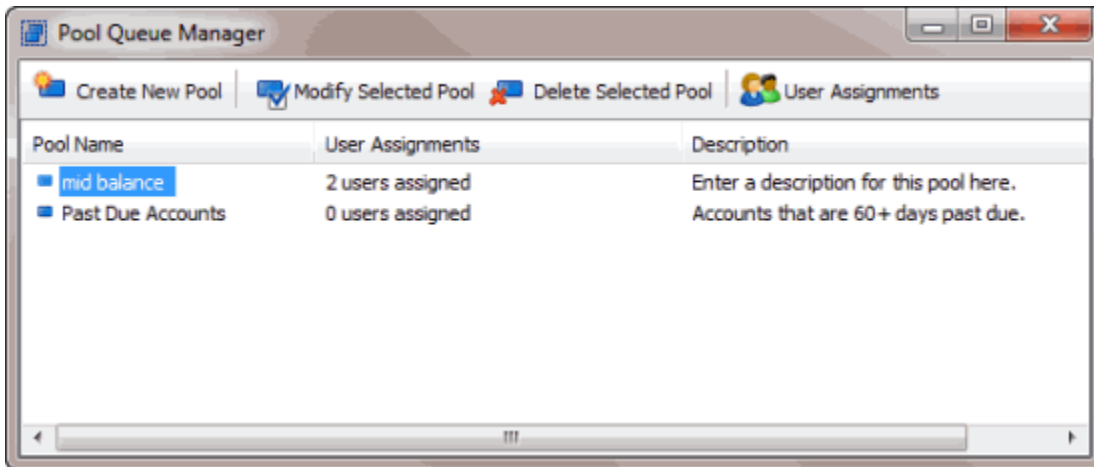 Pool Queue Manager
Create New Pool Modify Selected Pool Delete Selected Pool User Assignments
Pool Name User Assignments Description
mid balance 2 users assigned Enter a description for this pool here.
Past Due Accounts 0 users assigned Accounts that are 60+ days past due.